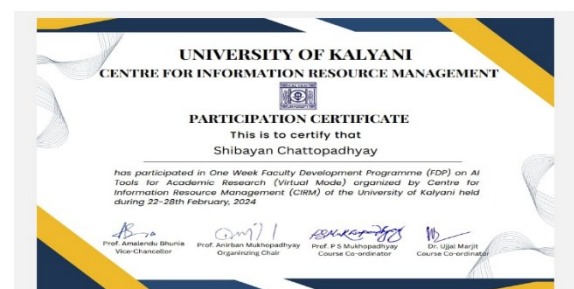 UNIVERSITY OF KALYANI
CENTRE FOR INFORMATION RESOURCE MANAGEMENT
PARTICIPATION CERTIFICATE
This is to certify that
Shibayan Chattopadhyay
has participated in One Week Faculty Development Programme (FDP) on AI
Tools for Academic Research (Virtual Mode) organized by Centre for
Information Resource Management (CIRM) of the University of Kalyani held
during 22-28th February, 2024
Prof. Amalendu Bhunia
Vice-Chancellor
Prof. Anirban Mukhopadhyay
Organinzing Chair
Prof. P S Mukhopadhyay
Course Co-ordinator
Dr. Ujjal Marjit
Course Co-ordinator